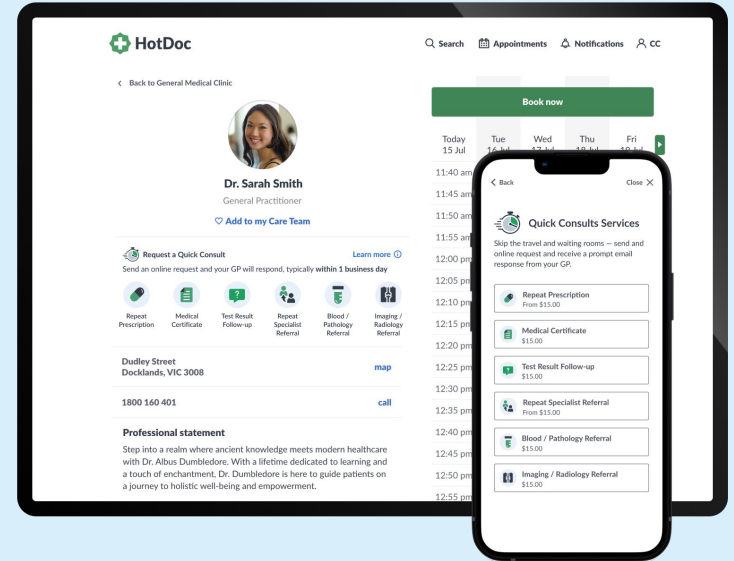 HotDoc
Search
Appointments
Notifications
CC
Back to General Medical Clinic
Dr. Sarah Smith
General Practitioner
Add to my Care Team
Request a Quick Consult
Learn more
Send an online request and your GP will respond, typically within 1 business day
Repeat
Prescription
Medical
Certificate
Test Result
Follow-up
Repeat
Specialist
Referral
Blood /
Pathology
Referral
Imaging /
Radiology
Referral
Dudley Street
Docklands, VIC 3008
map
1800 160 401
call
Professional statement
Step into a realm where ancient knowledge meets modern healthcare
with Dr. Albus Dumbledore. With a lifetime dedicated to learning and
a touch of enchantment, Dr. Dumbledore is here to guide patients on
a journey to holistic well-being and empowerment.
Book now
Today
15 Jul
Tue
16 Jul
Wed
17 Jul
Thu
18 Jul
Fri
19 Jul
11:40 am
11:45 am
11:50 am
11:55 am
12:00 pm
12:05 pm
12:10 pm
12:15 pm
12:20 pm
12:25 pm
12:30 pm
12:35 pm
12:40 pm
12:45 pm
12:50 pm
12:55 pm
Back
Close
Quick Consults Services
Skip the travel and waiting rooms — send and
online request and receive a prompt email
response from your GP.
Repeat Prescription
From $15.00
Medical Certificate
$15.00
Test Result Follow-up
$15.00
Repeat Specialist Referral
From $15.00
Blood / Pathology Referral
$15.00
Imaging / Radiology Referral
$15.00